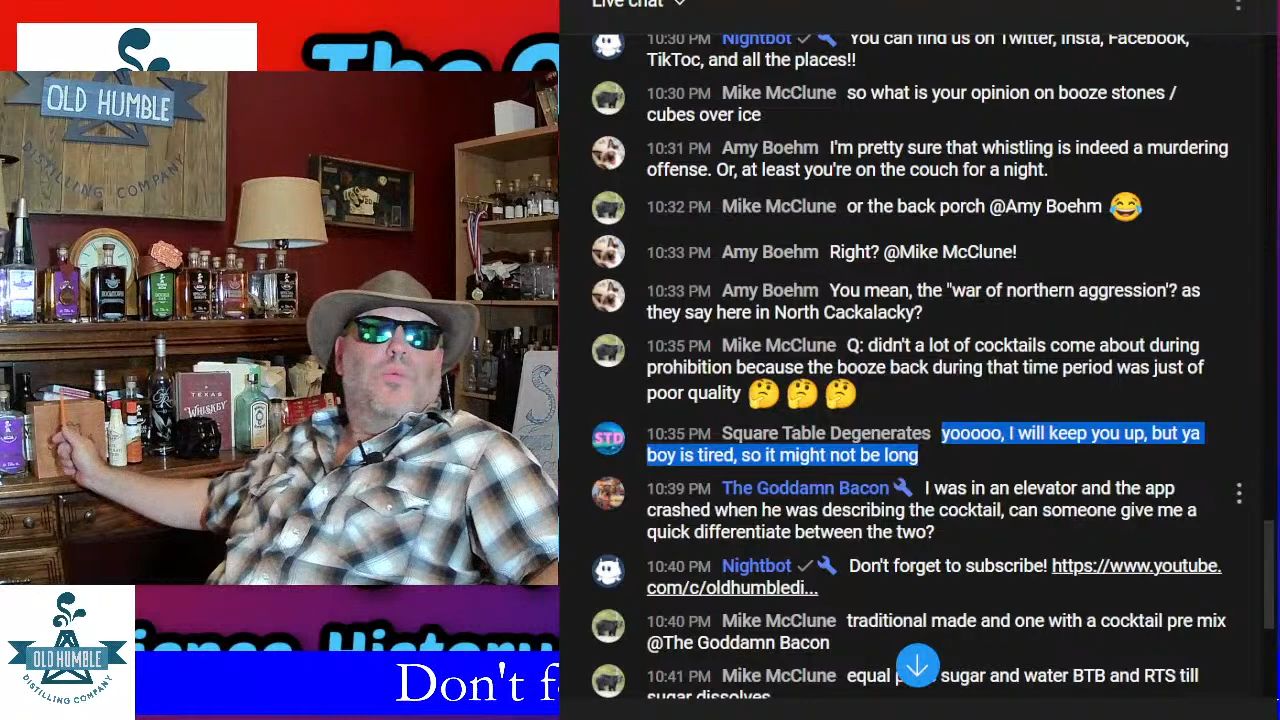 The
OLD HUMBLE
DISTILLING COMPANY
TEXAS
WHISKEY
OLD HUMBLE
DISTILLING COMPANY
History
Don't f
Live chat
10:30 PM Nightbot You can find us on Twitter, Insta, Facebook,
TikToc, and all the places!!
10:30 PM Mike McClune so what is your opinion on booze stones /
cubes over ice
10:31 PM Amy Boehm I'm pretty sure that whistling is indeed a murdering
offense. Or, at least you're on the couch for a night.
10:32 PM Mike McClune or the back porch @Amy Boehm 😂
10:33 PM Amy Boehm Right? @Mike McClune!
10:33 PM Amy Boehm You mean, the "war of northern aggression'? as
they say here in North Cackalacky?
10:35 PM Mike McClune Q: didn't a lot of cocktails come about during
prohibition because the booze back during that time period was just of
poor quality 🤔 🤔 🤔
STD
10:35 PM Square Table Degenerates yooooo, I will keep you up, but ya
boy is tired, so it might not be long
10:39 PM The Goddamn Bacon I was in an elevator and the app
crashed when he was describing the cocktail, can someone give me a
quick differentiate between the two?
10:40 PM Nightbot Don't forget to subscribe! https://www.youtube.
com/c/oldhumbledi...
10:40 PM Mike McClune traditional made and one with a cocktail pre mix
@The Goddamn Bacon
10:41 PM Mike McClune equal sugar and water BTB and RTS till
sugar dissolves